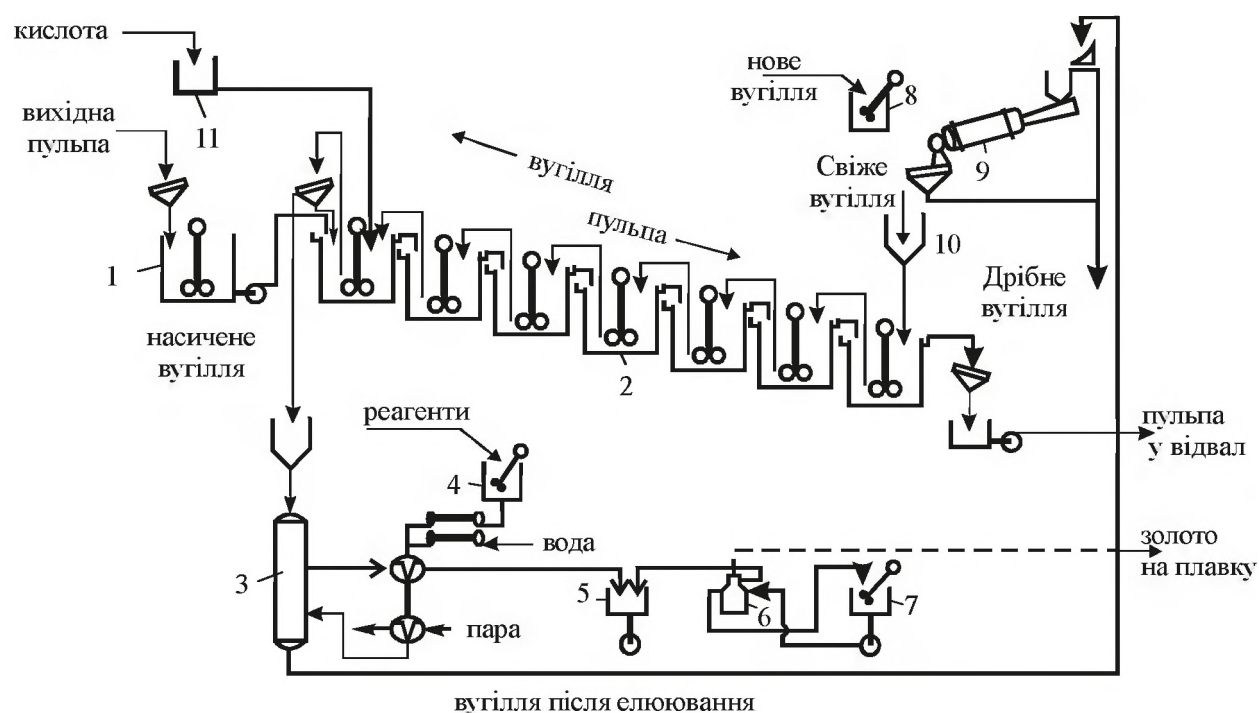 кислота
11
вихідна
пульпа
1
насичене
вугілля
вугілля
пульпа
2
нове
вугілля
8
9
Свіже
вугілля
10
Дрібне
вугілля
пульпа
у відвал
реагенти
4
вода
3
пара
5
6
7
золото
на плавку
вугілля після елюювання